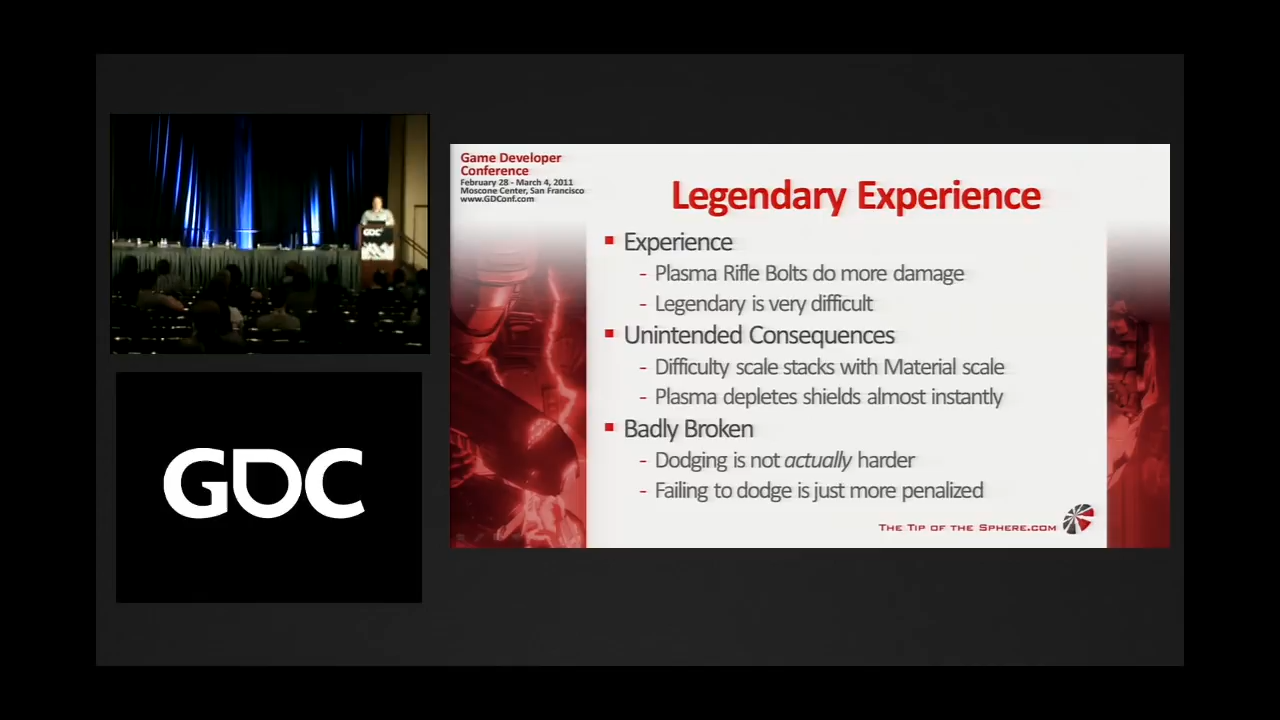 GDC
GDC
Game Developer
Conference
February 28 - March 4, 2011
Moscone Center, San Francisco
www.GDConf.com
Legendary Experience
Experience
- Plasma Rifle Bolts do more damage
- Legendary is very difficult
Unintended Consequences
- Difficulty scale stacks with Material scale
- Plasma depletes shields almost instantly
Badly Broken
- Dodging is not actually harder
- Failing to dodge is just more penalized
The Tip of the Sphere.com